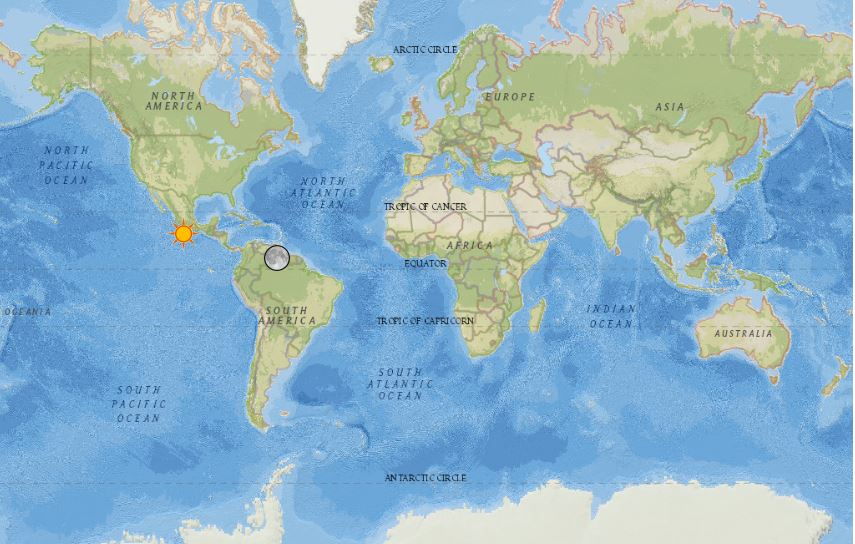 ARCTIC CIRCLE
NORTH
AMERICA
EUROPE
ASIA
NORTH
PACIFIC
OCEAN
NORTH
ATLANTIC
OCEAN
TROPIC OF CANCER
AFRICA
EQUATOR
OCEANIA
SOUTH
AMERICA
INDIAN
OCEAN
TROPIC OF CAPRICORN
AUSTRALIA
SOUTH
PACIFIC
OCEAN
SOUTH
ATLANTIC
OCEAN
ANTARCTIC CIRCLE